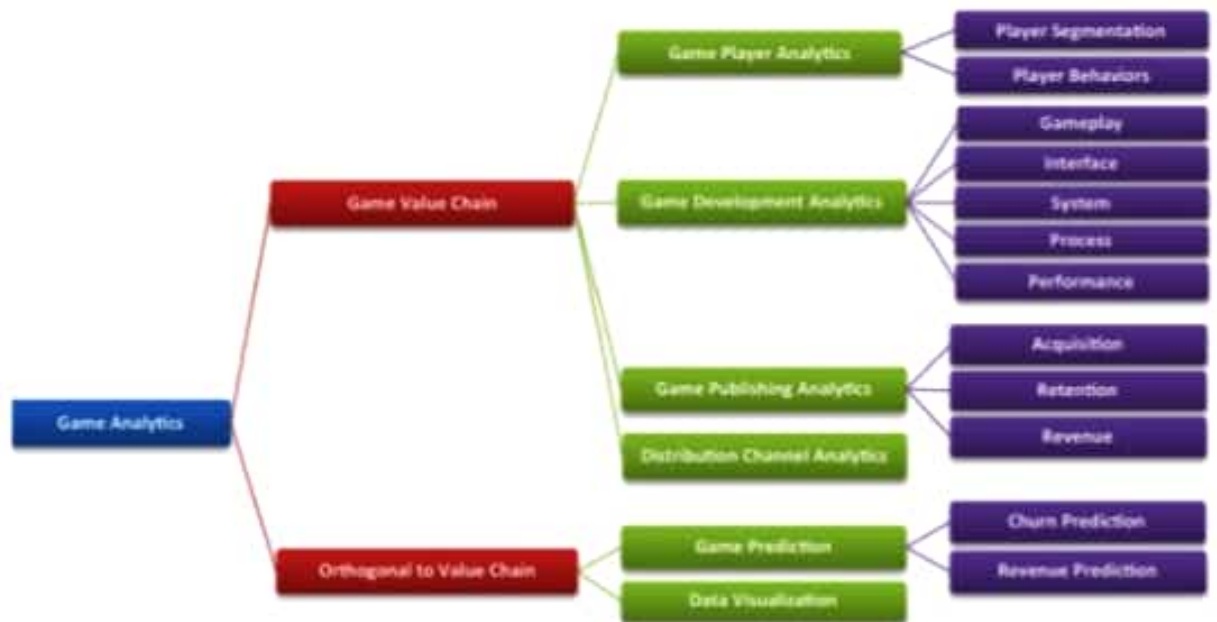 Game Analytics
Game Value Chain
Game Player Analytics
Player Segmentation
Player Behaviors
Game Development Analytics
Gameplay
Interface
System
Process
Performance
Game Publishing Analytics
Acquisition
Retention
Revenue
Distribution Channel Analytics
Orthogonal to Value Chain
Game Prediction
Churn Prediction
Revenue Prediction
Data Visualization